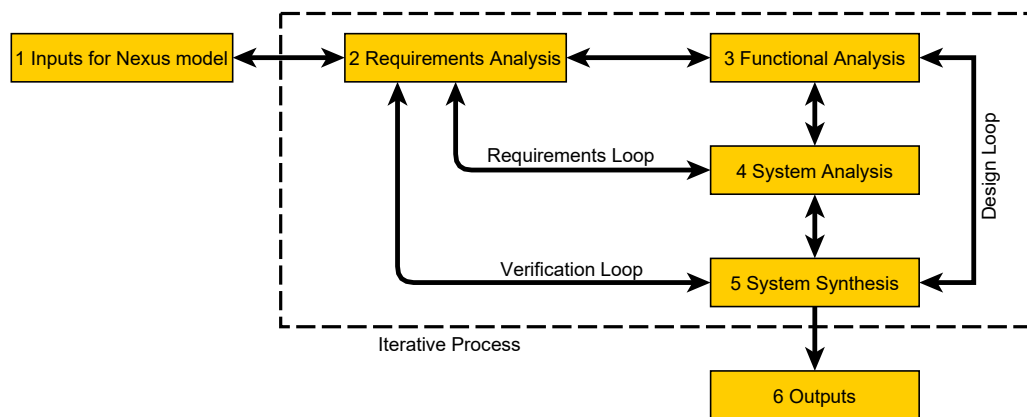 1 Inputs for Nexus model
2 Requirements Analysis
3 Functional Analysis
Requirements Loop
4 System Analysis
Design Loop
Verification Loop
5 System Synthesis
Iterative Process
6 Outputs